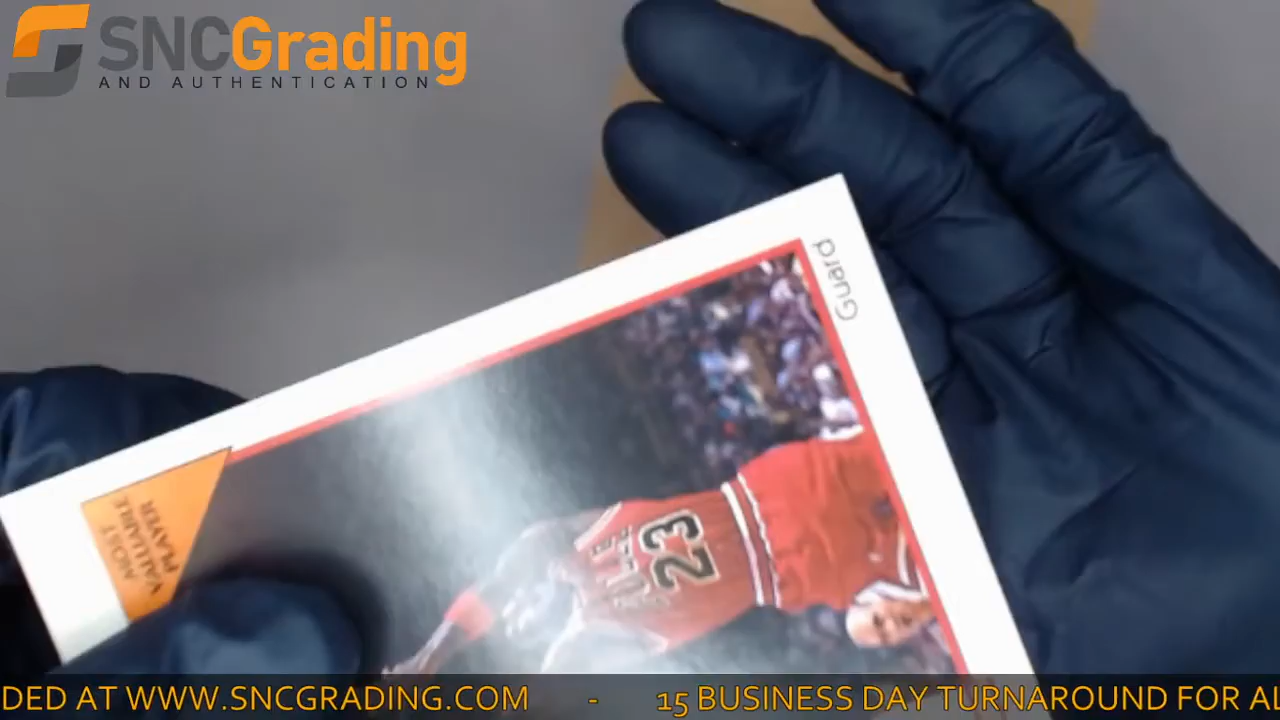 SNCGrading
AND AUTHENTICATION
Guard
MOST
VALUABLE
PLAYER
23
DED AT WWW.SNCGRADING.COM - 15 BUSINESS DAY TURNAROUND FOR AL